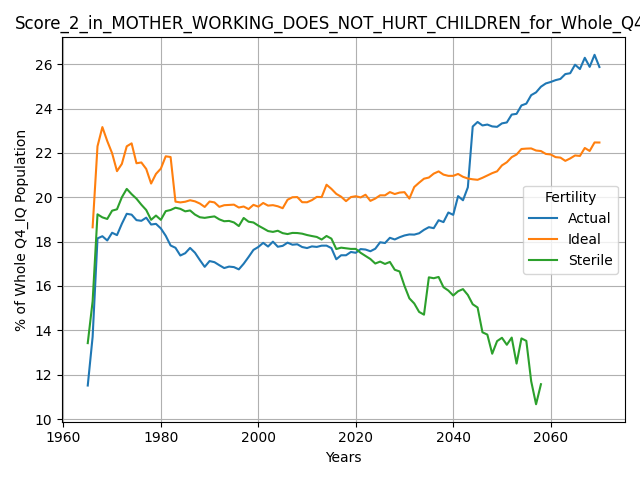 Score_2_in_MOTHER_WORKING_DOES_NOT_HURT_CHILDREN_for_Whole_Q4
% of Whole Q4_IQ Population
26
24
22
20
18
16
14
12
10
Fertility
Actual
Ideal
Sterile
1960 1980 2000 2020 2040 2060
Years